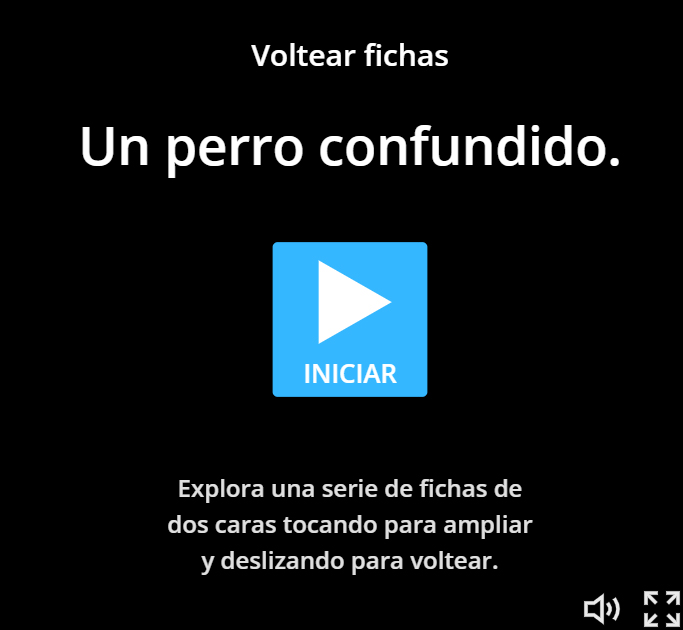 Voltear fichas
Un perro confundido.
INICIAR
Explora una serie de fichas de
dos caras tocando para ampliar
y deslizando para voltear.